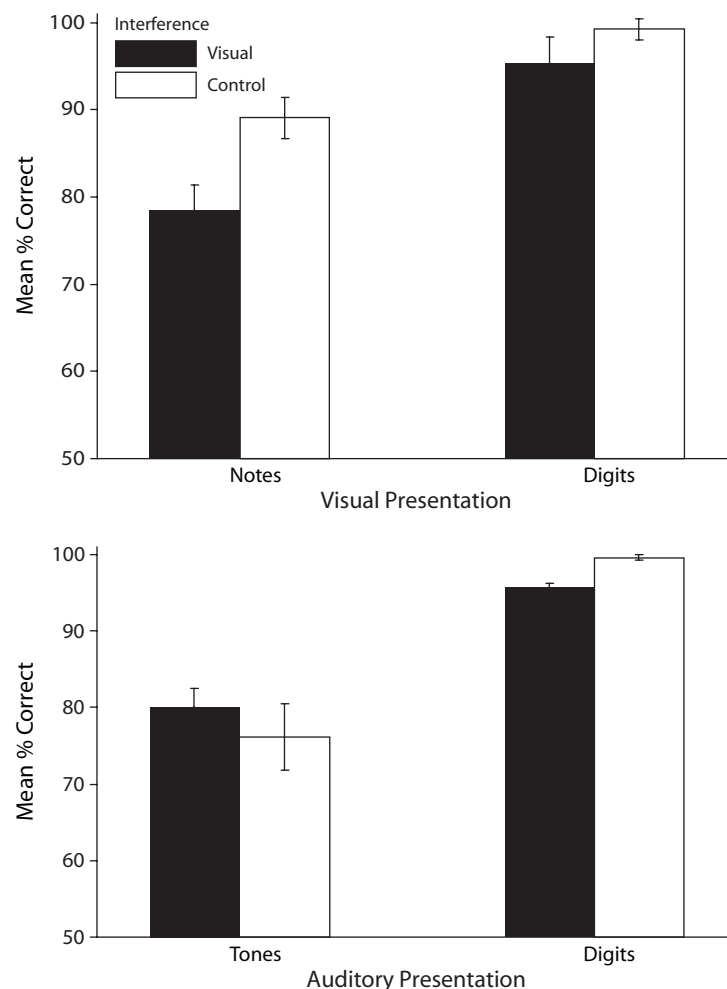 Interference
Visual
Control
Mean % Correct
100
90
80
70
60
50
Notes
Digits
Visual Presentation
Mean % Correct
100
90
80
70
60
50
Tones
Digits
Auditory Presentation